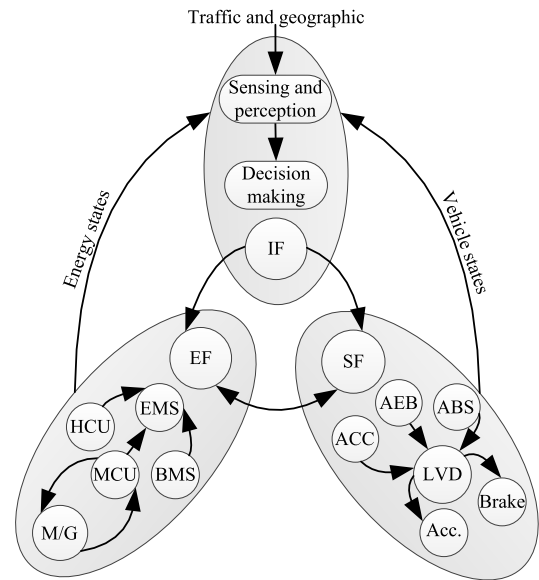 Traffic and geographic
Sensing and
perception
Decision
making
IF
Energy states
Vehicle states
EF
SF
HCU
EMS
MCU
BMS
M/G
AEB
ABS
ACC
LVD
Brake
Acc.